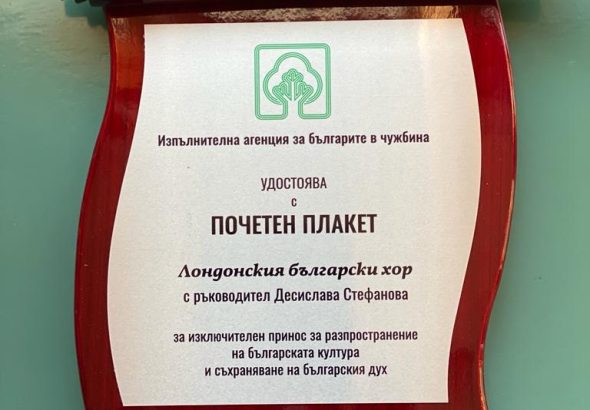 Изпълнителна агенция за българите в чужбина
УДОСТОЯВА
с
ПОЧЕТЕН ПЛАКЕТ
Лондонския български хор
с ръководител Десислава Стефанова
за изключителен принос за разпространение
на българската култура
и съхраняване на българския дух